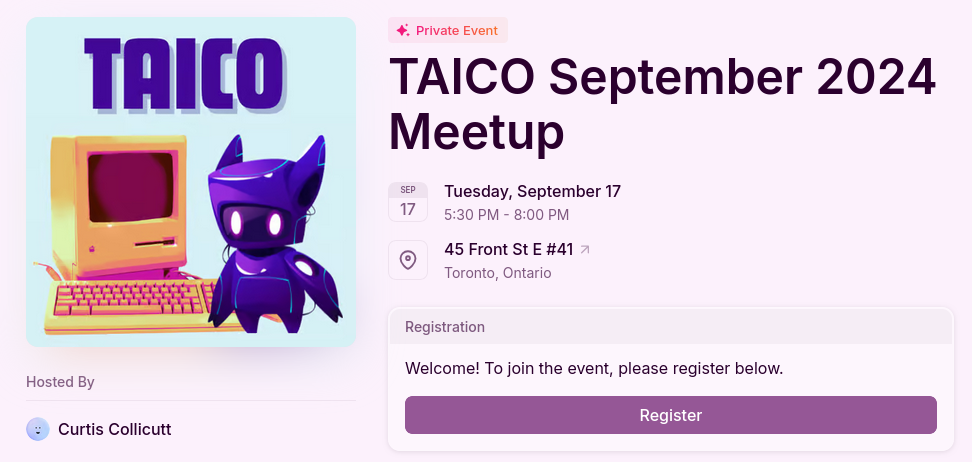 TAICO
Hosted By
Curtis Collicutt
Private Event
TAICO September 2024
Meetup
SEP
17
Tuesday, September 17
5:30 PM - 8:00 PM
45 Front St E #41
Toronto, Ontario
Registration
Welcome! To join the event, please register below.
Register